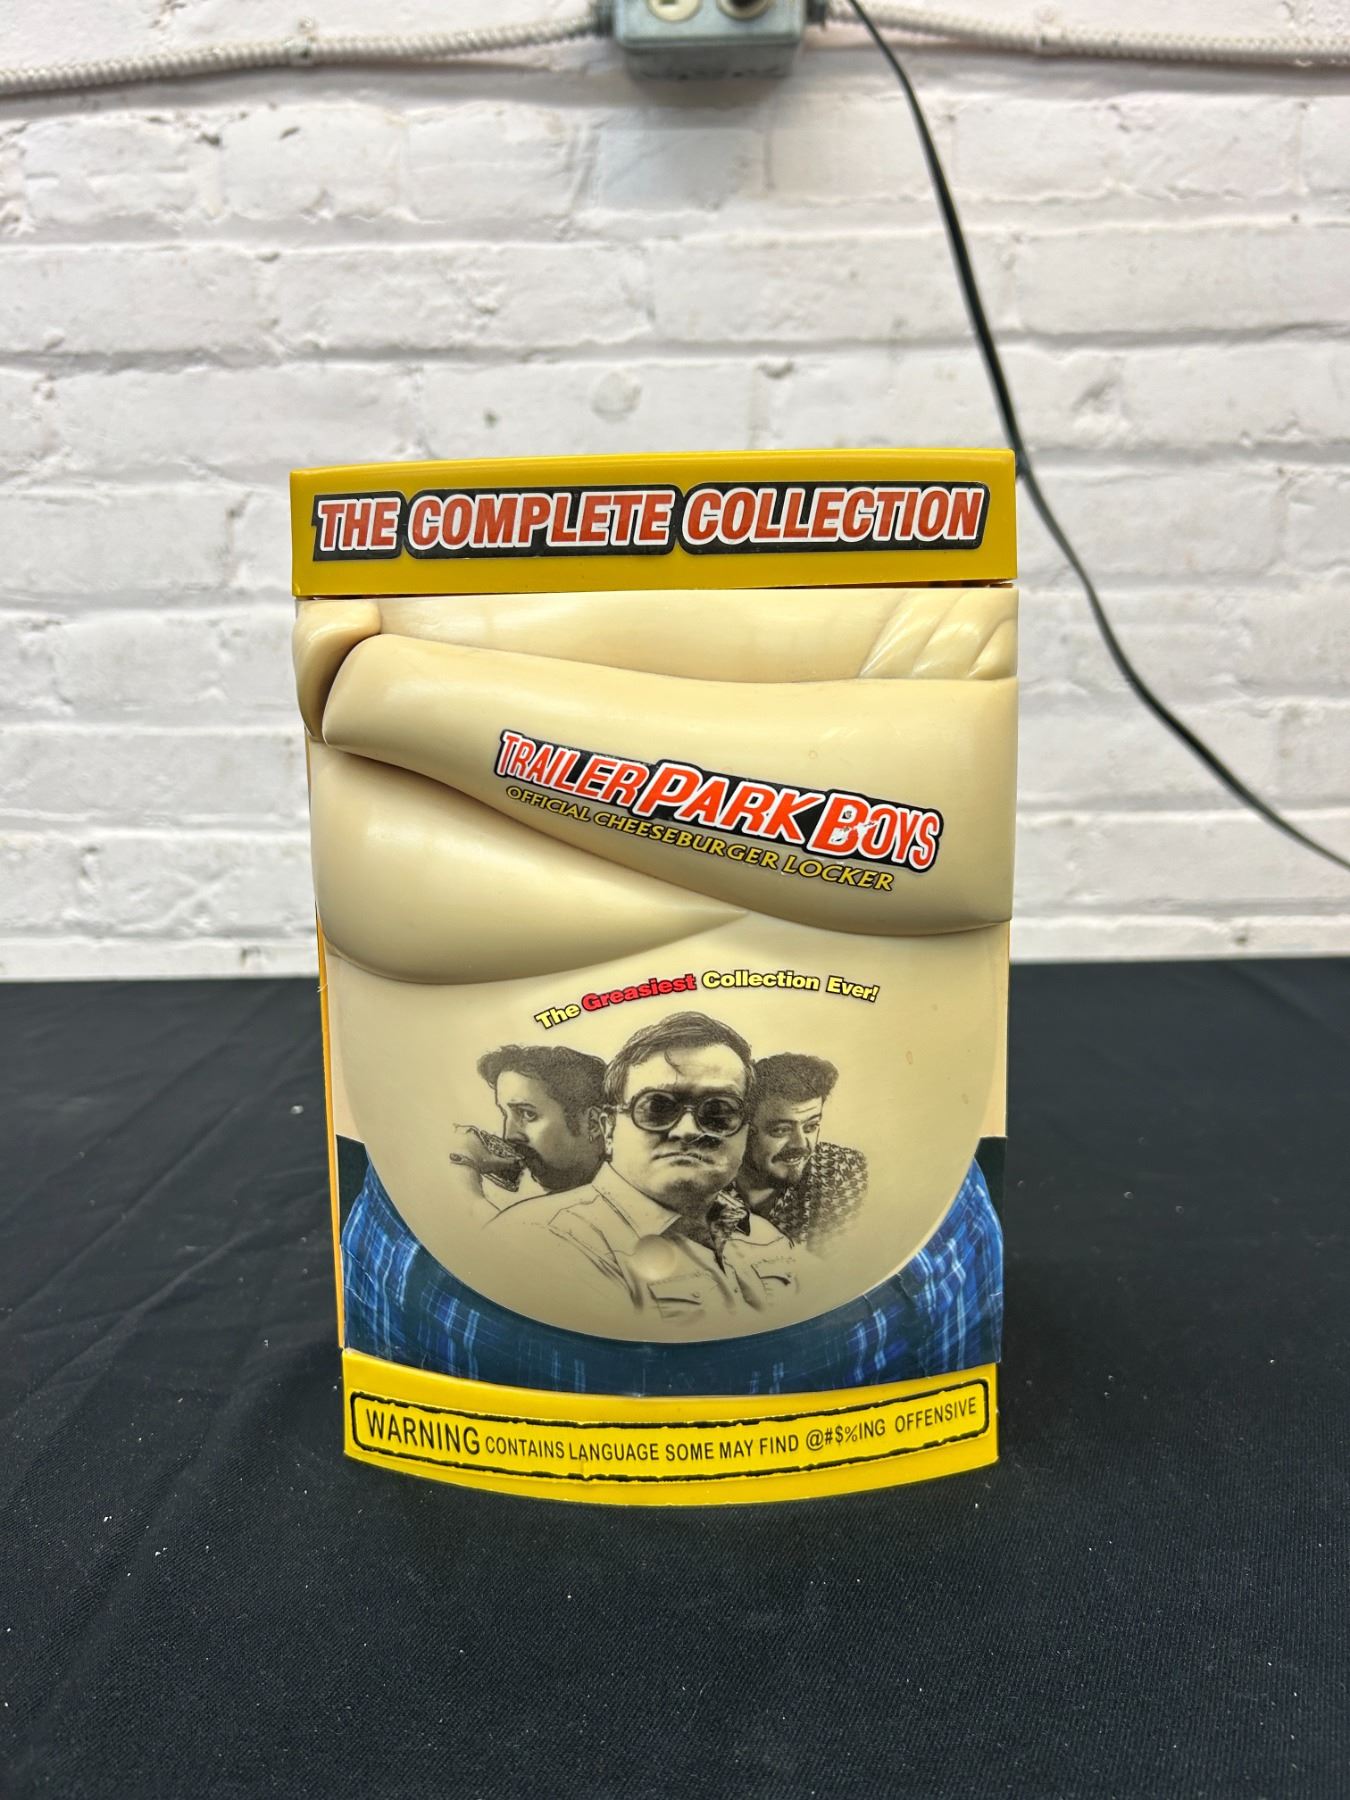 THE COMPLETE COLLECTION
TRAILER PARK BOYS
OFFICIAL CHEESEBURGER LOCKER
The Greasiest Collection Ever!
WARNING CONTAINS LANGUAGE SOME MAY FIND @#$%ING OFFENSIVE